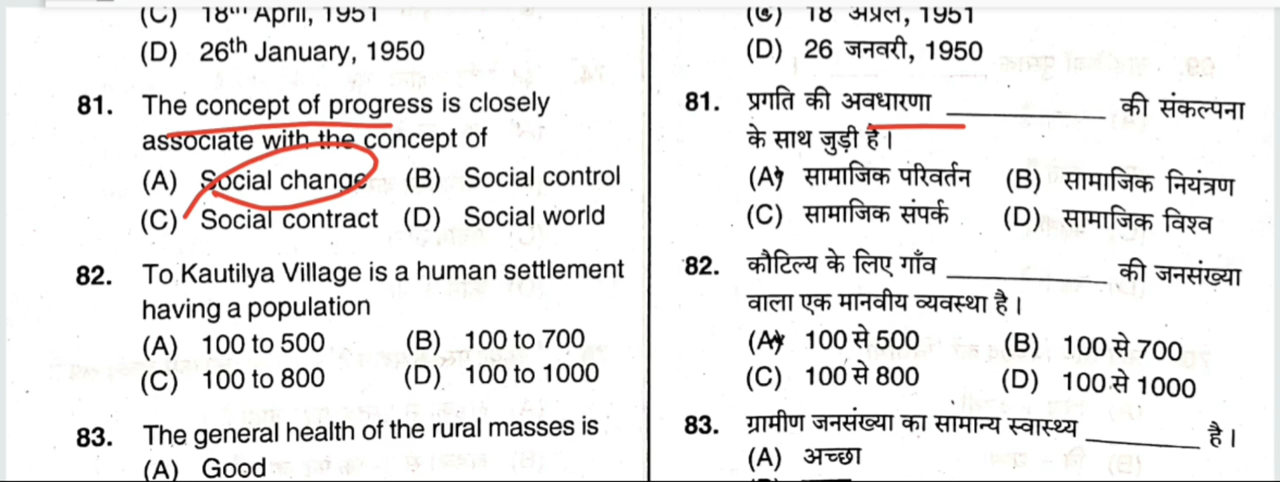 (C) 18th April, 1951
(D) 26th January, 1950
81. The concept of progress is closely
associate with the concept of
(A) Social change (B) Social control
(C) Social contract (D) Social world
82. To Kautilya Village is a human settlement
having a population
(A) 100 to 500 (B) 100 to 700
(C) 100 to 800 (D) 100 to 1000
83. The general health of the rural masses is
(A) Good
(C) 18 अप्रैल, 1951
(D) 26 जनवरी, 1950
81. प्रगति की अवधारणा __________ की संकल्पना
के साथ जुड़ी है।
(A) सामाजिक परिवर्तन (B) सामाजिक नियंत्रण
(C) सामाजिक संपर्क (D) सामाजिक विश्व
82. कौटिल्य के लिए गाँव __________ की जनसंख्या
वाला एक मानवीय व्यवस्था है।
(A) 100 से 500 (B) 100 से 700
(C) 100 से 800 (D) 100 से 1000
83. ग्रामीण जनसंख्या का सामान्य स्वास्थ्य __________ है।
(A) अच्छा